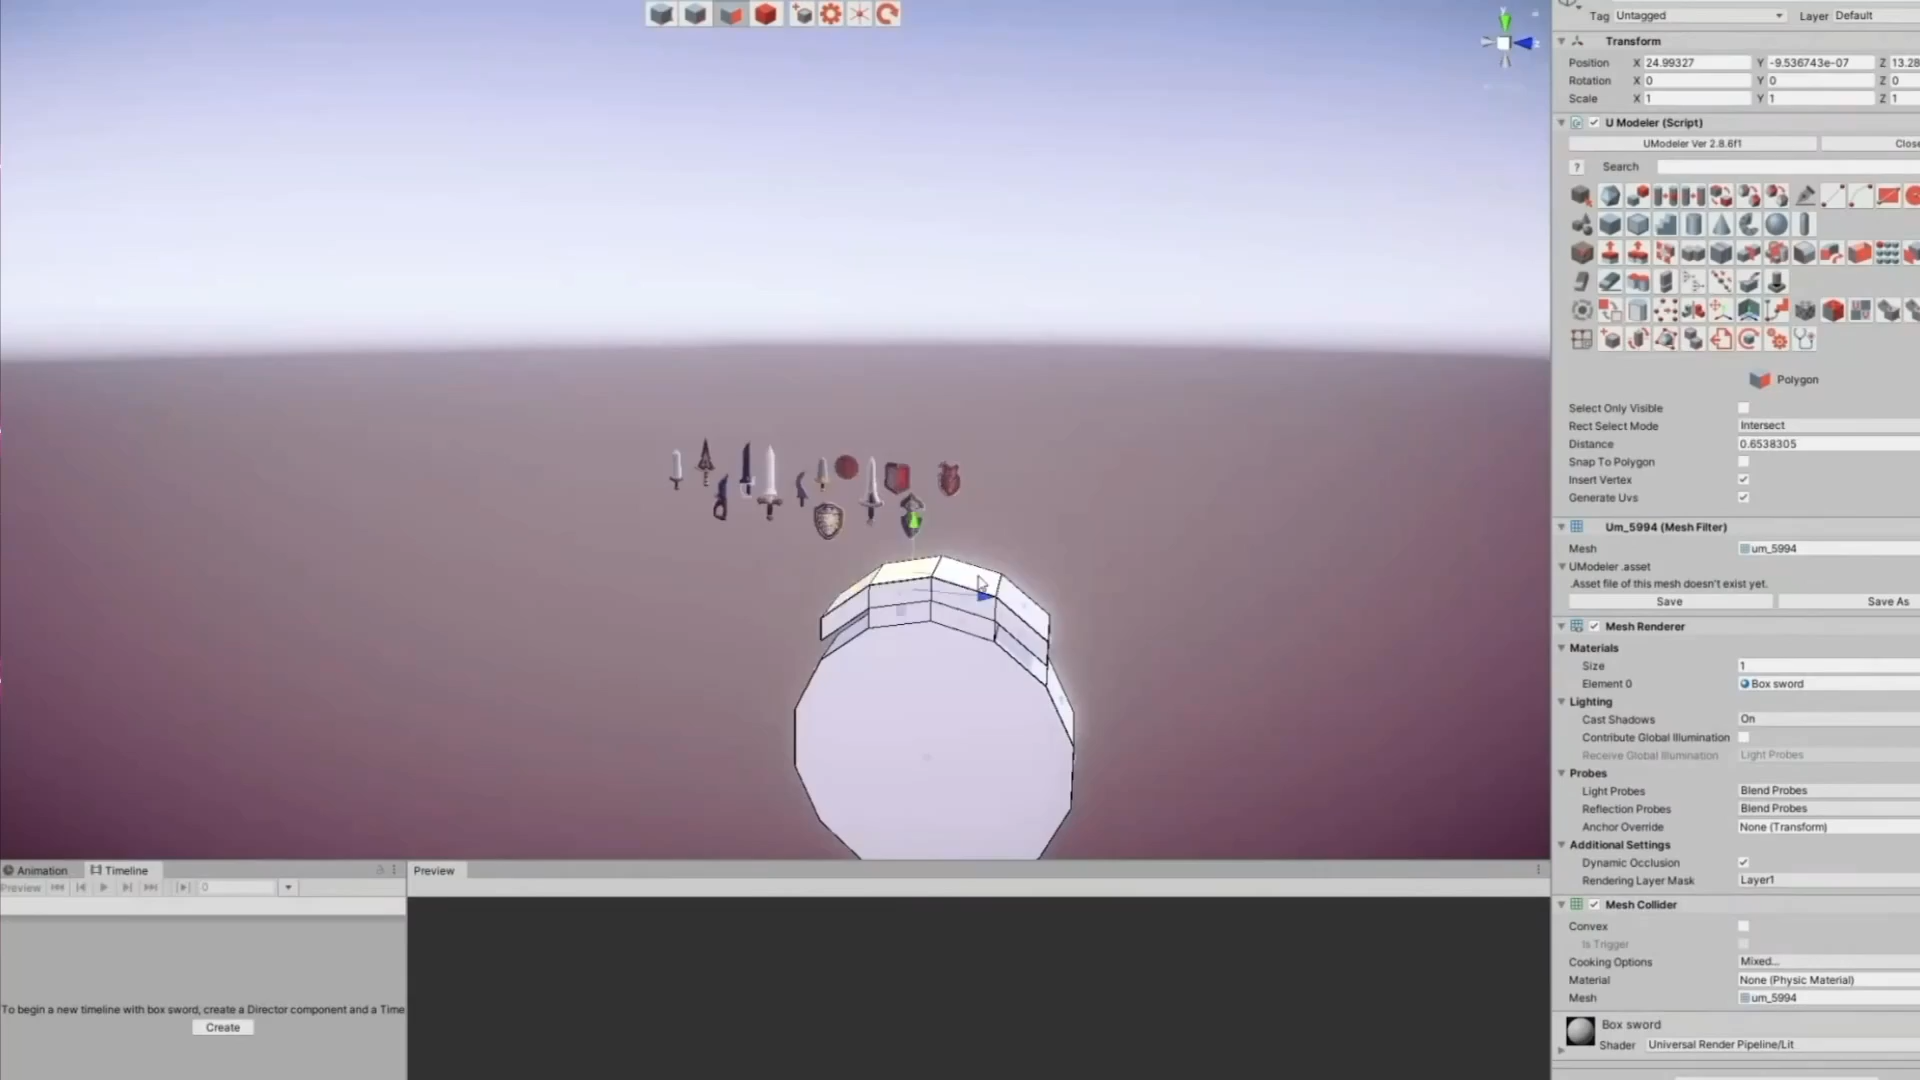 Tag Untagged Layer Default
Transform
Position X 24.99327 Y -9.536743e-07 Z 13.28
Rotation X 0 Y 0 Z 0
Scale X 1 Y 1 Z 1
U Modeler (Script)
UModeler Ver 2.8.6f1 Close
? Search
Polygon
Select Only Visible
Rect Select Mode Intersect
Distance 0.6538305
Snap To Polygon
Insert Vertex
Generate Uvs
Um_5994 (Mesh Filter)
Mesh um_5994
UModeler .asset
.Asset file of this mesh doesn't exist yet.
Save Save As
Mesh Renderer
Materials
Size 1
Element 0 Box sword
Lighting
Cast Shadows On
Contribute Global Illumination
Receive Global Illumination Light Probes
Probes
Light Probes Blend Probes
Reflection Probes Blend Probes
Anchor Override None (Transform)
Additional Settings
Dynamic Occlusion
Rendering Layer Mask Layer1
Mesh Collider
Convex
Is Trigger
Cooking Options Mixed...
Material None (Physic Material)
Mesh um_5994
Box sword
Shader Universal Render Pipeline/Lit
Animation Timeline
Preview 0
To begin a new timeline with box sword, create a Director component and a Time
Create
Preview